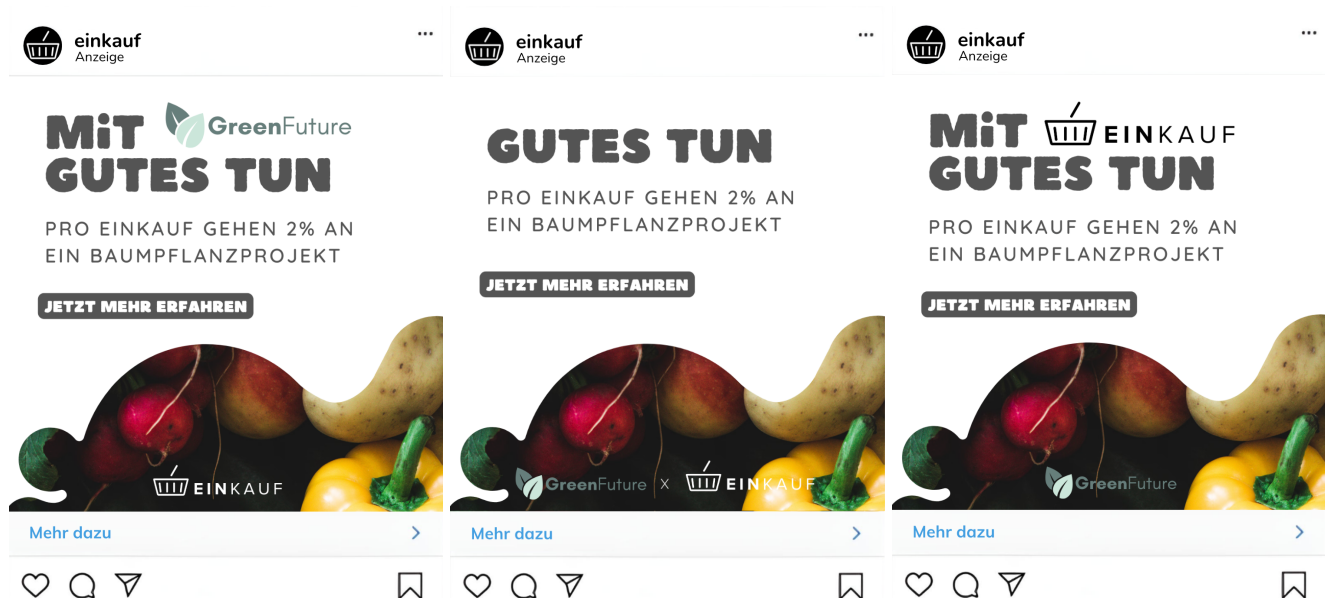 einkauf
Anzeige
MiT GreenFuture
GUTES TUN
PRO EINKAUF GEHEN 2% AN
EIN BAUMPFLANZPROJEKT
JETZT MEHR ERFAHREN
EINKAUF
Mehr dazu
einkauf
Anzeige
GUTES TUN
PRO EINKAUF GEHEN 2% AN
EIN BAUMPFLANZPROJEKT
JETZT MEHR ERFAHREN
GreenFuture X EINKAUF
Mehr dazu
einkauf
Anzeige
MiT EINKAUF
GUTES TUN
PRO EINKAUF GEHEN 2% AN
EIN BAUMPFLANZPROJEKT
JETZT MEHR ERFAHREN
GreenFuture
Mehr dazu